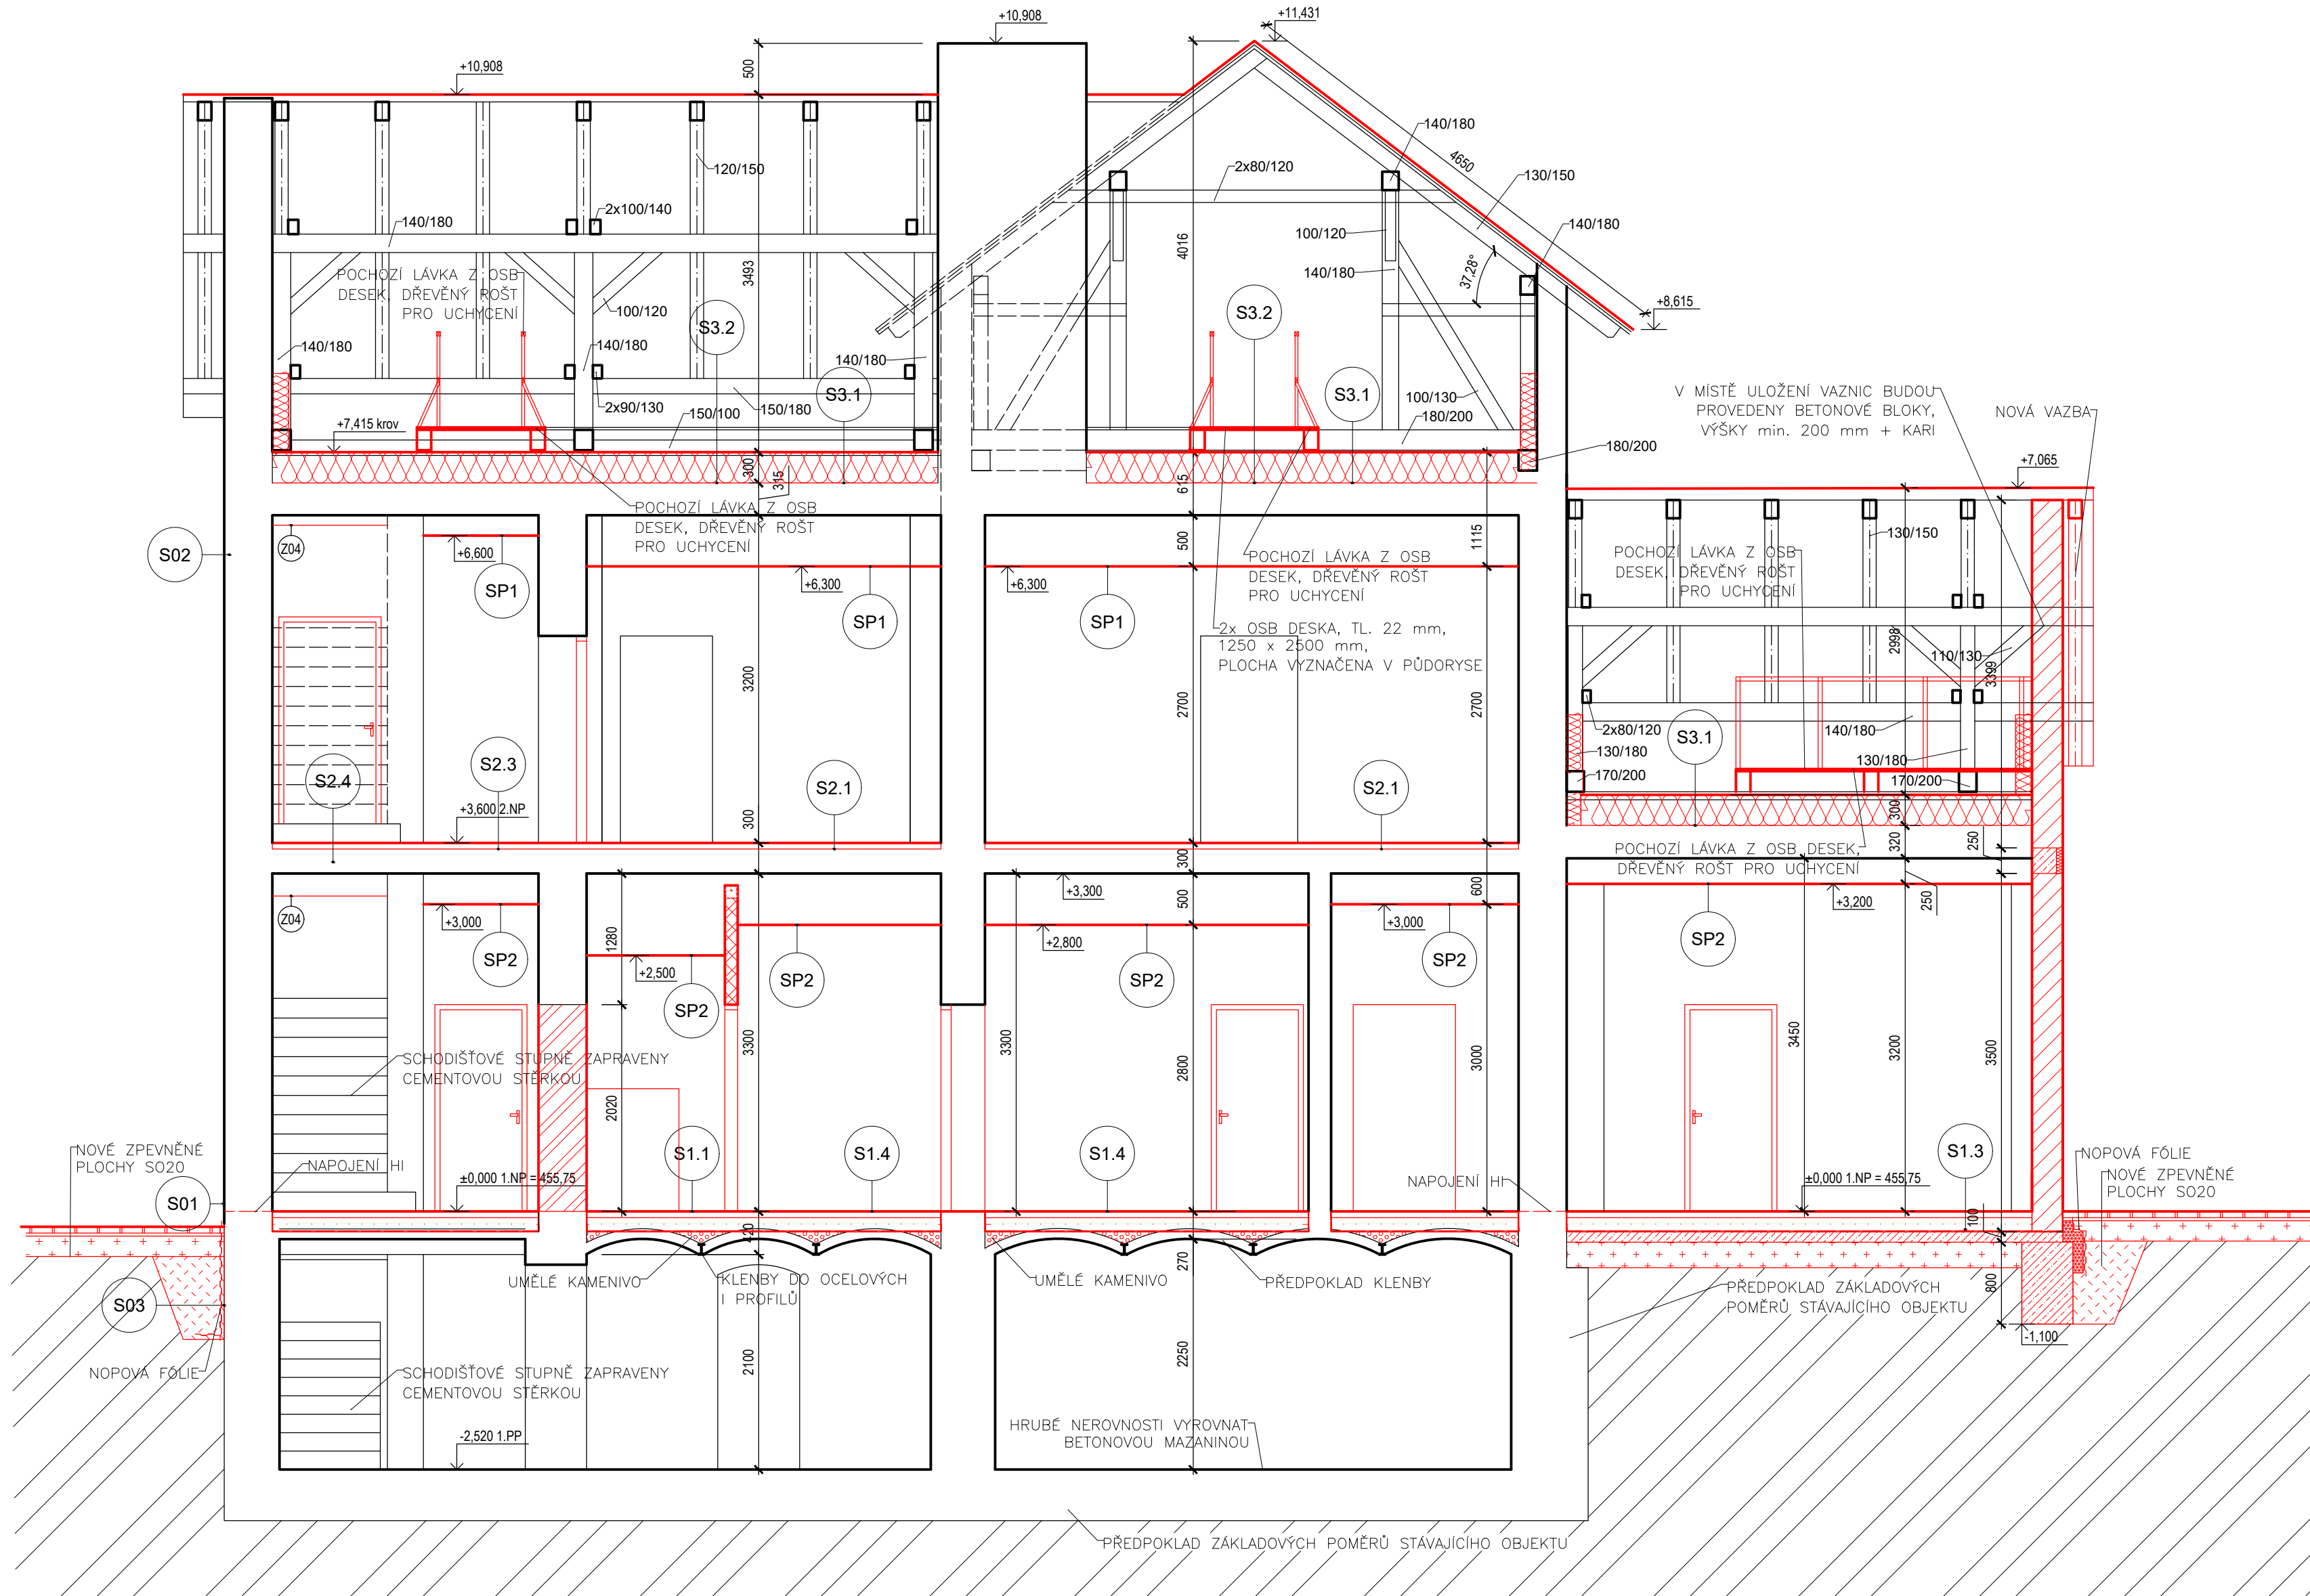 +10,908
+11,431
+10,908
500
140/180
4650
2x80/120
130/150
120/150
2x100/140
140/180
140/180
100/120
4016
3493
37,28°
140/180
POCHOZÍ LÁVKA Z OSB
DESEK, DŘEVĚNÝ ROŠT
PRO UCHYCENÍ
100/120
S3.2
S3.2
+8,615
140/180
140/180
140/180
S3.1
S3.1
V MÍSTĚ ULOŽENÍ VAZNIC BUDOU
PROVEDENY BETONOVÉ BLOKY,
VÝŠKY min. 200 mm + KARI
NOVÁ VAZBA
2x90/130
150/100
150/180
100/130
180/200
+7,415 krov
180/200
300
315
615
+7,065
POCHOZÍ LÁVKA Z OSB
DESEK, DŘEVĚNÝ ROŠT
PRO UCHYCENÍ
S02
Z04
+6,600
500
1115
130/150
POCHOZÍ LÁVKA Z OSB
DESEK, DŘEVĚNÝ ROŠT
PRO UCHYCENÍ
POCHOZÍ LÁVKA Z OSB
DESEK, DŘEVĚNÝ ROŠT
PRO UCHYCENÍ
SP1
+6,300
+6,300
SP1
SP1
2x OSB DESKA, TL. 22 mm,
1250 x 2500 mm,
PLOCHA VYZNAČENA V PŮDORYSE
2998
110/130
3399
3200
2700
2700
2x80/120
S3.1
140/180
130/180
130/180
170/200
170/200
S2.4
S2.3
S2.1
S2.1
+3,600 2.NP
300
300
300
320
250
POCHOZÍ LÁVKA Z OSB DESEK,
DŘEVĚNÝ ROŠT PRO UCHYCENÍ
+3,300
600
500
250
+3,200
Z04
+3,000
+3,000
1280
+2,800
SP2
SP2
+2,500
SP2
SP2
SP2
SP2
3300
3300
2800
3000
3450
3200
3500
SCHODIŠŤOVÉ STUPNĚ ZAPRAVENY
CEMENTOVOU STĚRKOU
2020
NOVÉ ZPEVNĚNÉ
PLOCHY SO20
NAPOJENÍ HI
S1.1
S1.4
S1.4
S1.3
NOPOVÁ FÓLIE
NOVÉ ZPEVNĚNÉ
PLOCHY SO20
±0,000 1.NP = 455,75
NAPOJENÍ HI
±0,000 1.NP = 455,75
S01
420
270
100
800
UMĚLÉ KAMENIVO
KLENBY DO OCELOVÝCH
I PROFILŮ
UMĚLÉ KAMENIVO
PŘEDPOKLAD KLENBY
PŘEDPOKLAD ZÁKLADOVÝCH
POMĚRŮ STÁVAJÍCÍHO OBJEKTU
S03
-1,100
NOPOVÁ FÓLIE
SCHODIŠŤOVÉ STUPNĚ ZAPRAVENY
CEMENTOVOU STĚRKOU
2100
2250
-2,520 1.PP
HRUBÉ NEROVNOSTI VYROVNAT
BETONOVOU MAZANINOU
PŘEDPOKLAD ZÁKLADOVÝCH POMĚRŮ STÁVAJÍCÍHO OBJEKTU